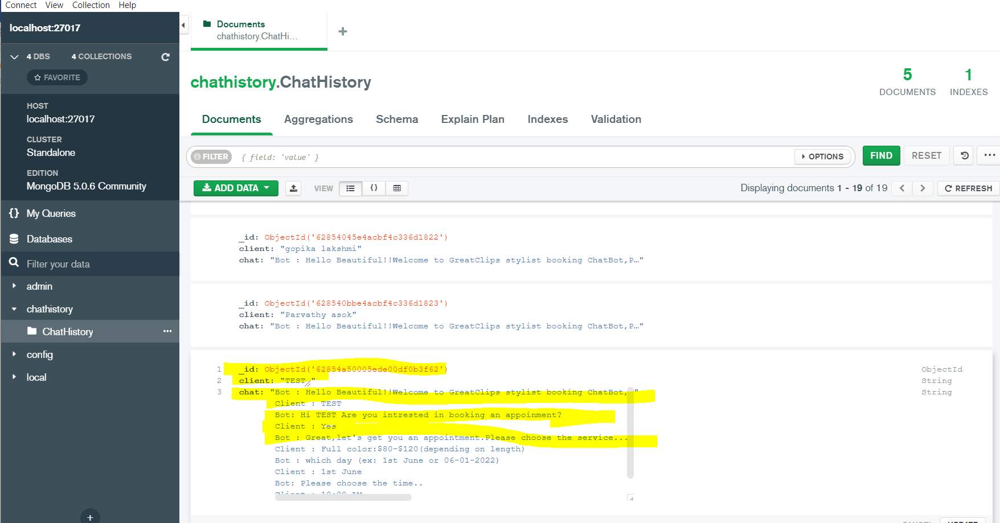 Connect View Collection Help
localhost:27017
4 DBS 4 COLLECTIONS
FAVORITE
HOST
localhost:27017
CLUSTER
Standalone
EDITION
MongoDB 5.0.6 Community
{} My Queries
Databases
Filter your data
admin
chathistory
ChatHistory ...
config
local
+
Documents
chathistory.ChatHi...
+
chathistory.ChatHistory
5
DOCUMENTS
1
INDEXES
Documents Aggregations Schema Explain Plan Indexes Validation
FILTER { field: 'value' } OPTIONS FIND RESET ...
ADD DATA VIEW {} Displaying documents 1 - 19 of 19 < > REFRESH
_id: ObjectId('62854045e4acbf4c336d1822')
client: "gopika lakshmi"
chat: "Bot : Hello Beautiful!!Welcome to GreatClips stylist booking ChatBot,P…"
_id: ObjectId('628540bbe4acbf4c336d1823')
client: "Parvathy asok"
chat: "Bot : Hello Beautiful!!Welcome to GreatClips stylist booking ChatBot,P…"
1 _id: ObjectId('62854a50005ede00df0b3f62') ObjectId
2 client: "TEST " String
3 chat: "Bot : Hello Beautiful!!Welcome to GreatClips stylist booking ChatBot, " String
Client : TEST
Bot: Hi TEST Are you intrested in booking an appoinment?
Client : Yes
Bot : Great,let's get you an appointment.Please choose the service...
Client : Full color:$80-$120(depending on length)
Bot : which day (ex: 1st June or 06-01-2022)
Client : 1st June
Bot: Please choose the time..
Client : 10:00 AM
CANCEL UPDATE